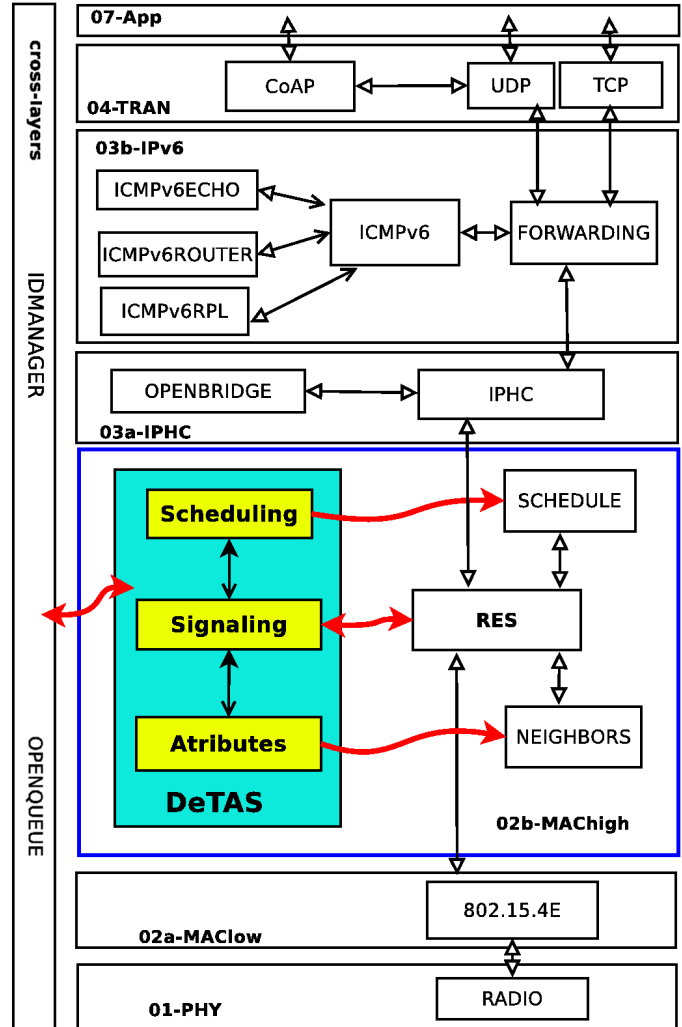 07-App
cross-layers
IDMANAGER
OPENQUEUE
CoAP
UDP
TCP
04-TRAN
03b-IPv6
ICMPv6ECHO
ICMPv6
FORWARDING
ICMPv6ROUTER
ICMPv6RPL
OPENBRIDGE
IPHC
03a-IPHC
Scheduling
SCHEDULE
Signaling
RES
Atributes
NEIGHBORS
DeTAS
02b-MAChigh
802.15.4E
02a-MAClow
RADIO
01-PHY